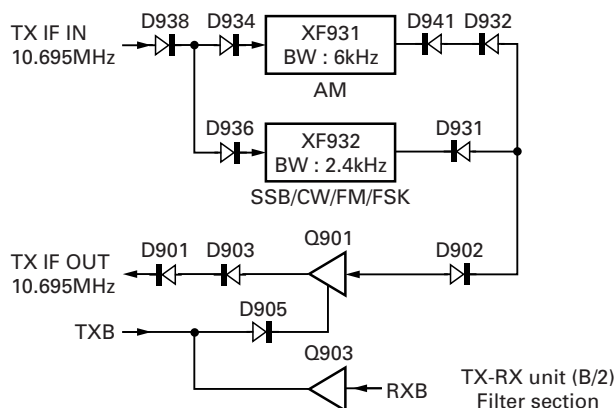 D938 D934 D941 D932
TX IF IN
10.695MHz
XF931
BW : 6kHz
AM
D936 D931
XF932
BW : 2.4kHz
SSB/CW/FM/FSK
Q901
TX IF OUT
10.695MHz
D901 D903 D902
D905
TXB
Q903
RXB
TX-RX unit (B/2)
Filter section